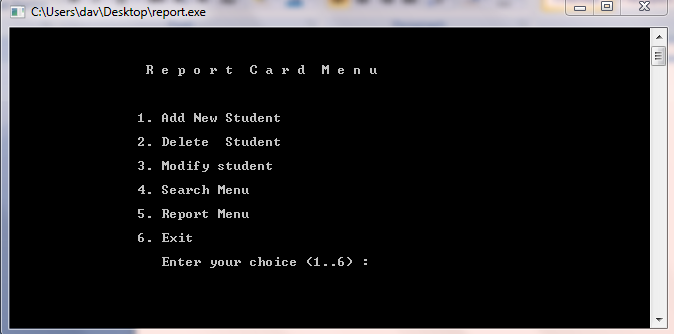 C:\Users\dav\Desktop\report.exe
R e p o r t  C a r d  M e n u
1. Add New Student
2. Delete  Student
3. Modify student
4. Search Menu
5. Report Menu
6. Exit
Enter your choice (1..6) :